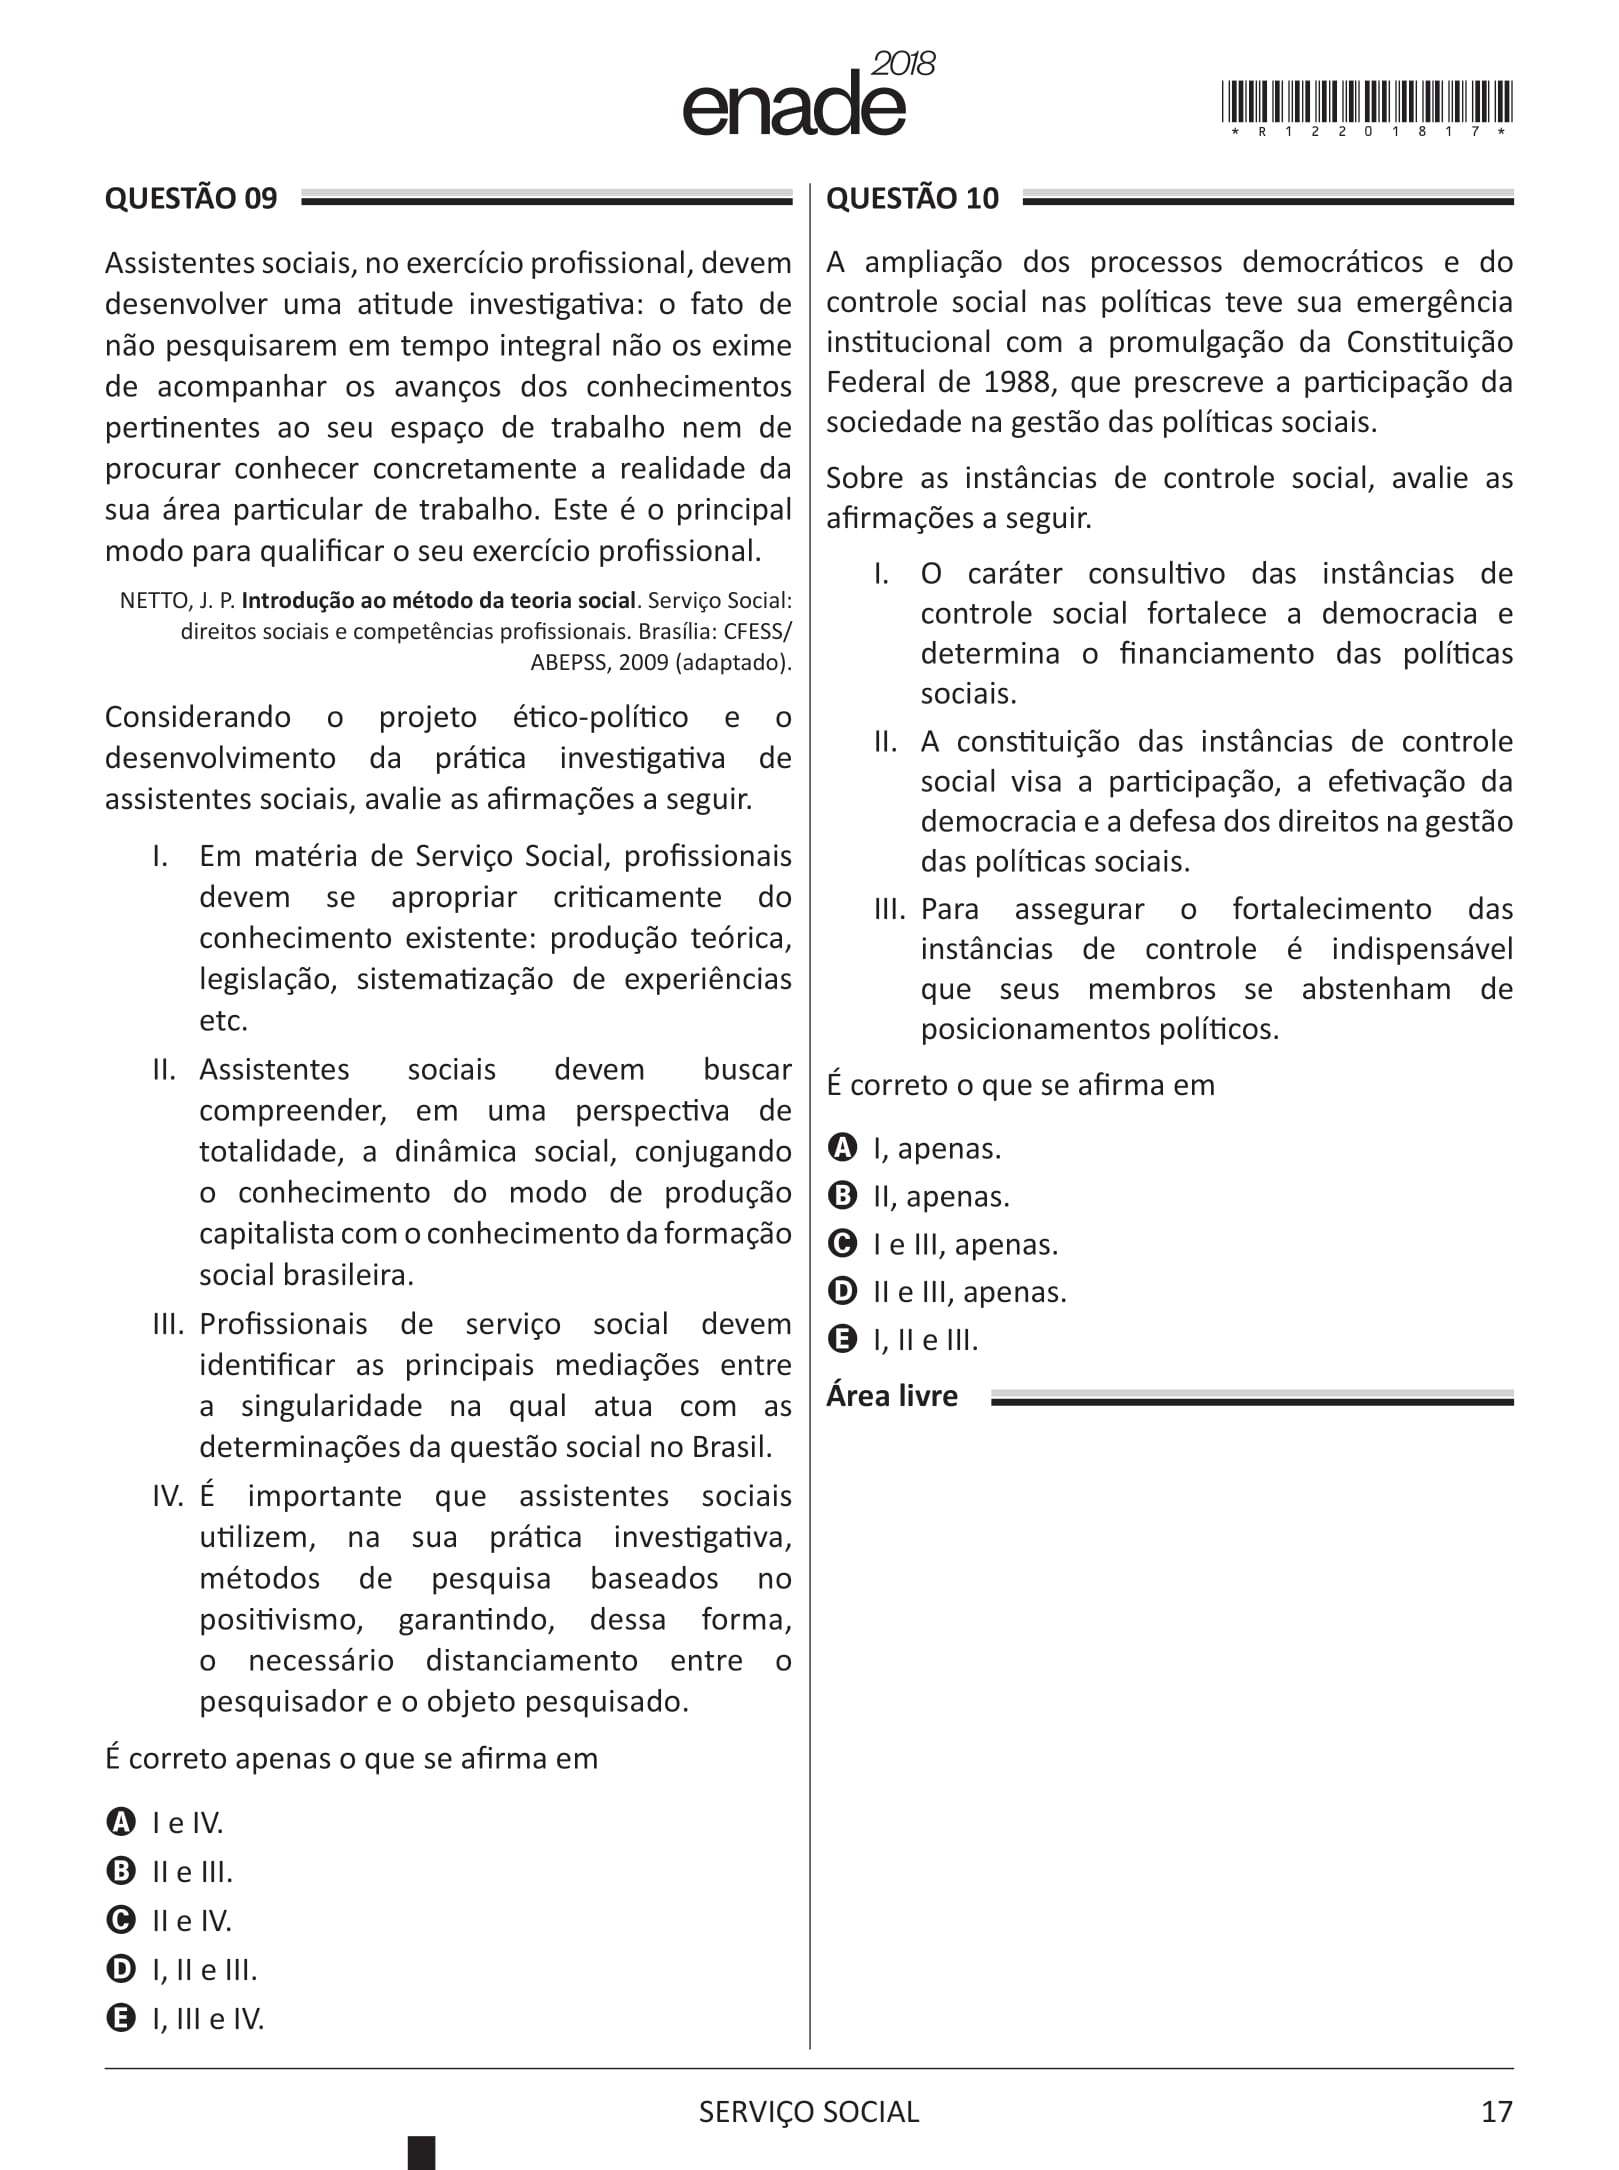 enade 2018
*R12201817*
QUESTÃO 09
Assistentes sociais, no exercício profissional, devem
desenvolver uma atitude investigativa: o fato de
não pesquisarem em tempo integral não os exime
de acompanhar os avanços dos conhecimentos
pertinentes ao seu espaço de trabalho nem de
procurar conhecer concretamente a realidade da
sua área particular de trabalho. Este é o principal
modo para qualificar o seu exercício profissional.
NETTO, J. P. Introdução ao método da teoria social. Serviço Social:
direitos sociais e competências profissionais. Brasília: CFESS/
ABEPSS, 2009 (adaptado).
Considerando o projeto ético-político e o
desenvolvimento da prática investigativa de
assistentes sociais, avalie as afirmações a seguir.
I. Em matéria de Serviço Social, profissionais
devem se apropriar criticamente do
conhecimento existente: produção teórica,
legislação, sistematização de experiências
etc.
II. Assistentes sociais devem buscar
compreender, em uma perspectiva de
totalidade, a dinâmica social, conjugando
o conhecimento do modo de produção
capitalista com o conhecimento da formação
social brasileira.
III. Profissionais de serviço social devem
identificar as principais mediações entre
a singularidade na qual atua com as
determinações da questão social no Brasil.
IV. É importante que assistentes sociais
utilizem, na sua prática investigativa,
métodos de pesquisa baseados no
positivismo, garantindo, dessa forma,
o necessário distanciamento entre o
pesquisador e o objeto pesquisado.
É correto apenas o que se afirma em
A I e IV.
B II e III.
C II e IV.
D I, II e III.
E I, III e IV.
QUESTÃO 10
A ampliação dos processos democráticos e do
controle social nas políticas teve sua emergência
institucional com a promulgação da Constituição
Federal de 1988, que prescreve a participação da
sociedade na gestão das políticas sociais.
Sobre as instâncias de controle social, avalie as
afirmações a seguir.
I. O caráter consultivo das instâncias de
controle social fortalece a democracia e
determina o financiamento das políticas
sociais.
II. A constituição das instâncias de controle
social visa a participação, a efetivação da
democracia e a defesa dos direitos na gestão
das políticas sociais.
III. Para assegurar o fortalecimento das
instâncias de controle é indispensável
que seus membros se abstenham de
posicionamentos políticos.
É correto o que se afirma em
A I, apenas.
B II, apenas.
C I e III, apenas.
D II e III, apenas.
E I, II e III.
Área livre
SERVIÇO SOCIAL
17